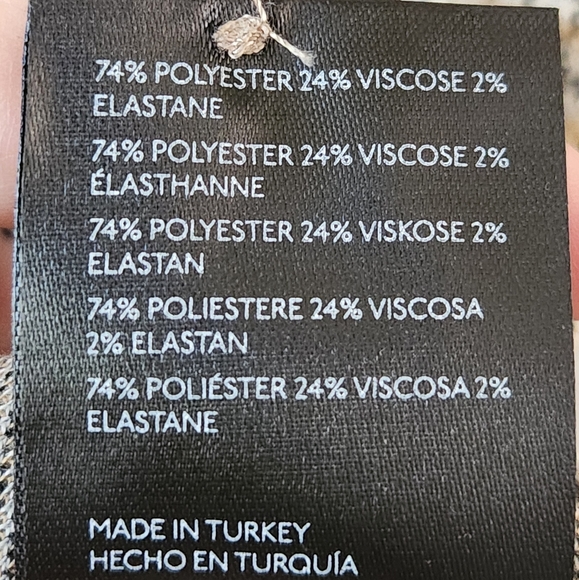 74% POLYESTER 24% VISCOSE 2%
ELASTANE
74% POLYESTER 24% VISCOSE 2%
ÉLASTHANNE
74% POLYESTER 24% VISKOSE 2%
ELASTAN
74% POLIESTERE 24% VISCOSA
2% ELASTAN
74% POLIÉSTER 24% VISCOSA 2%
ELASTANE
MADE IN TURKEY
HECHO EN TURQUÍA